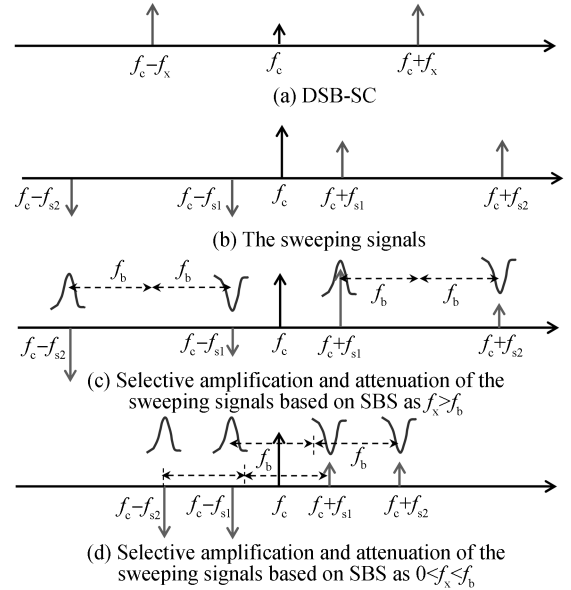 fc−fx fc fc+fx
(a) DSB-SC
fc−fs2 fc−fs1 fc fc+fs1 fc+fs2
(b) The sweeping signals
fb fb fb fb
fc−fs2 fc−fs1 fc fc+fs1 fc+fs2
(c) Selective amplification and attenuation of the
sweeping signals based on SBS as fx>fb
fb fb
fc−fs2 fc−fs1 fc fc+fs1 fc+fs2
(d) Selective amplification and attenuation of the
sweeping signals based on SBS as 0<fx<fb